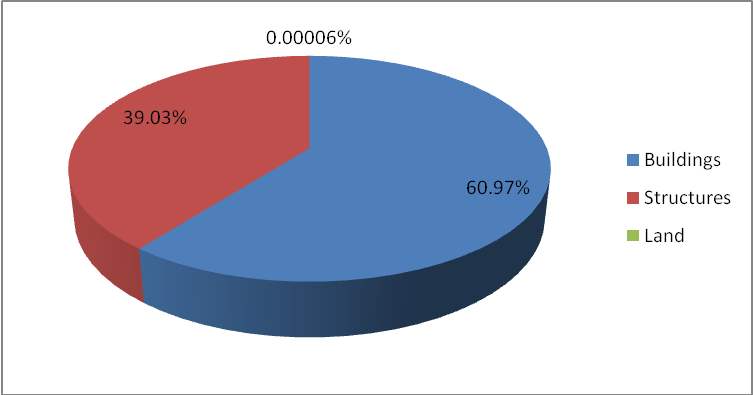 0.00006%
39.03%
60.97%
Buildings
Structures
Land